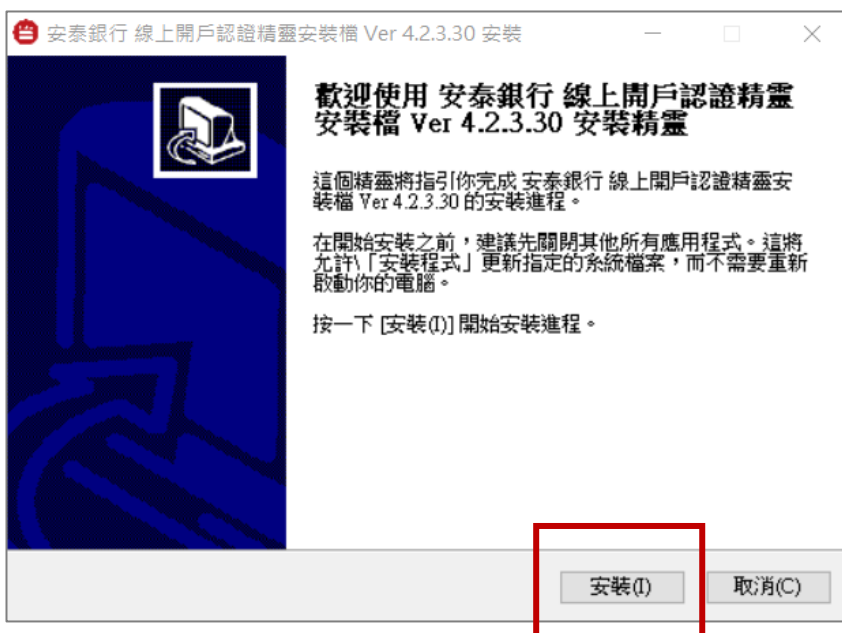 安泰銀行 線上開戶認證精靈安裝檔 Ver 4.2.3.30 安裝
歡迎使用 安泰銀行 線上開戶認證精靈
安裝檔 Ver 4.2.3.30 安裝精靈
這個精靈將指引你完成 安泰銀行 線上開戶認證精靈安
裝檔 Ver 4.2.3.30 的安裝進程。
在開始安裝之前，建議先關閉其他所有應用程式。這將
允許\「安裝程式」更新指定的系統檔案，而不需要重新
啟動你的電腦。
按一下 [安裝(I)] 開始安裝進程。
安裝(I)
取消(C)